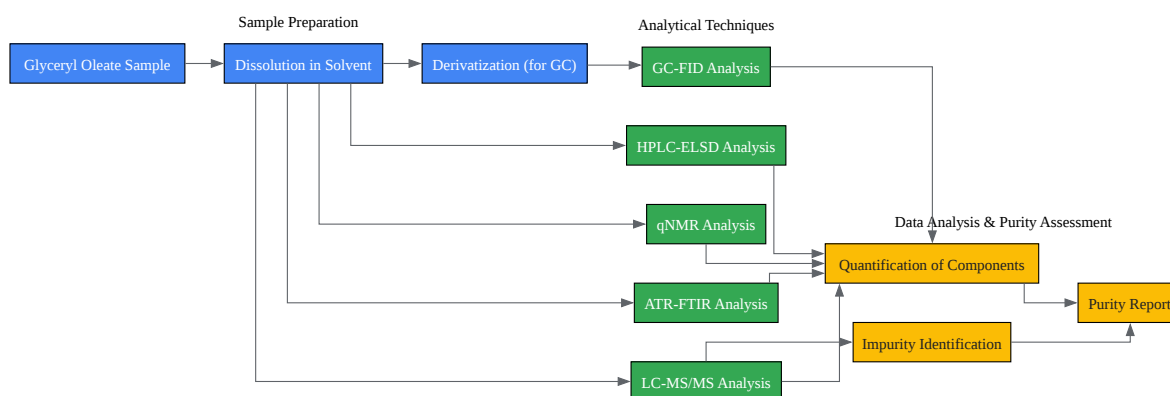 Sample Preparation
Analytical Techniques
Glyceryl Oleate Sample
Dissolution in Solvent
Derivatization (for GC)
GC-FID Analysis
HPLC-ELSD Analysis
qNMR Analysis
Data Analysis & Purity Assessment
Quantification of Components
ATR-FTIR Analysis
Purity Report
Impurity Identification
LC-MS/MS Analysis